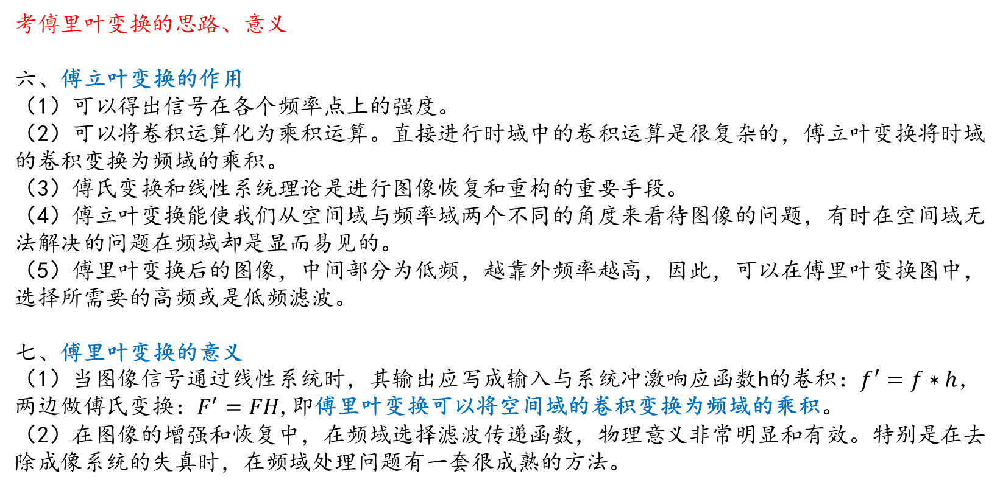 考傅里叶变换的思路、意义
六、傅立叶变换的作用
（1）可以得出信号在各个频率点上的强度。
（2）可以将卷积运算化为乘积运算。直接进行时域中的卷积运算是很复杂的，傅立叶变换将时域
的卷积变换为频域的乘积。
（3）傅氏变换和线性系统理论是进行图像恢复和重构的重要手段。
（4）傅立叶变换能使我们从空间域与频率域两个不同的角度来看待图像的问题，有时在空间域无
法解决的问题在频域却是显而易见的。
（5）傅里叶变换后的图像，中间部分为低频，越靠外频率越高，因此，可以在傅里叶变换图中，
选择所需要的高频或是低频滤波。
七、傅里叶变换的意义
（1）当图像信号通过线性系统时，其输出应写成输入与系统冲激响应函数h的卷积：f′ = f ∗ h，
两边做傅氏变换：F′ = FH，即傅里叶变换可以将空间域的卷积变换为频域的乘积。
（2）在图像的增强和恢复中，在频域选择滤波传递函数，物理意义非常明显和有效。特别是在去
除成像系统的失真时，在频域处理问题有一套很成熟的方法。